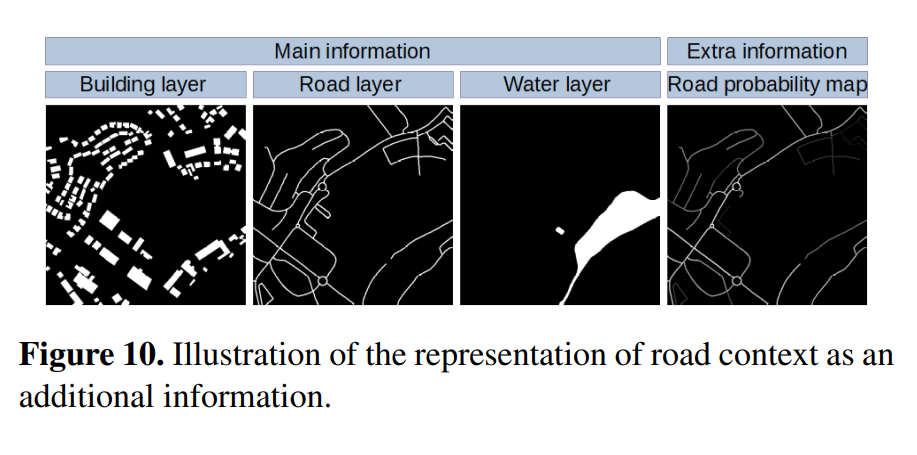 Main information
Extra information
Building layer
Road layer
Water layer
Road probability map
Figure 10. Illustration of the representation of road context as an
additional information.